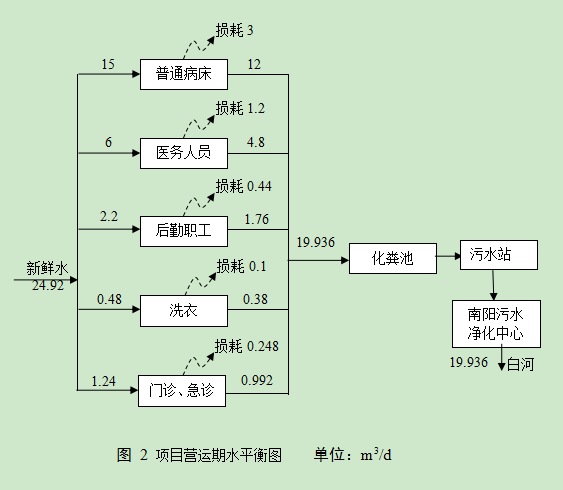 损耗 3
15
普通病床
12
损耗 1.2
6
医务人员
4.8
损耗 0.44
2.2
后勤职工
1.76
19.936
新鲜水
24.92
化粪池
污水站
损耗 0.1
0.48
洗衣
0.38
南阳污水
净化中心
损耗 0.248
1.24
门诊、急诊
0.992
19.936
白河
图 2 项目营运期水平衡图 单位：m³/d